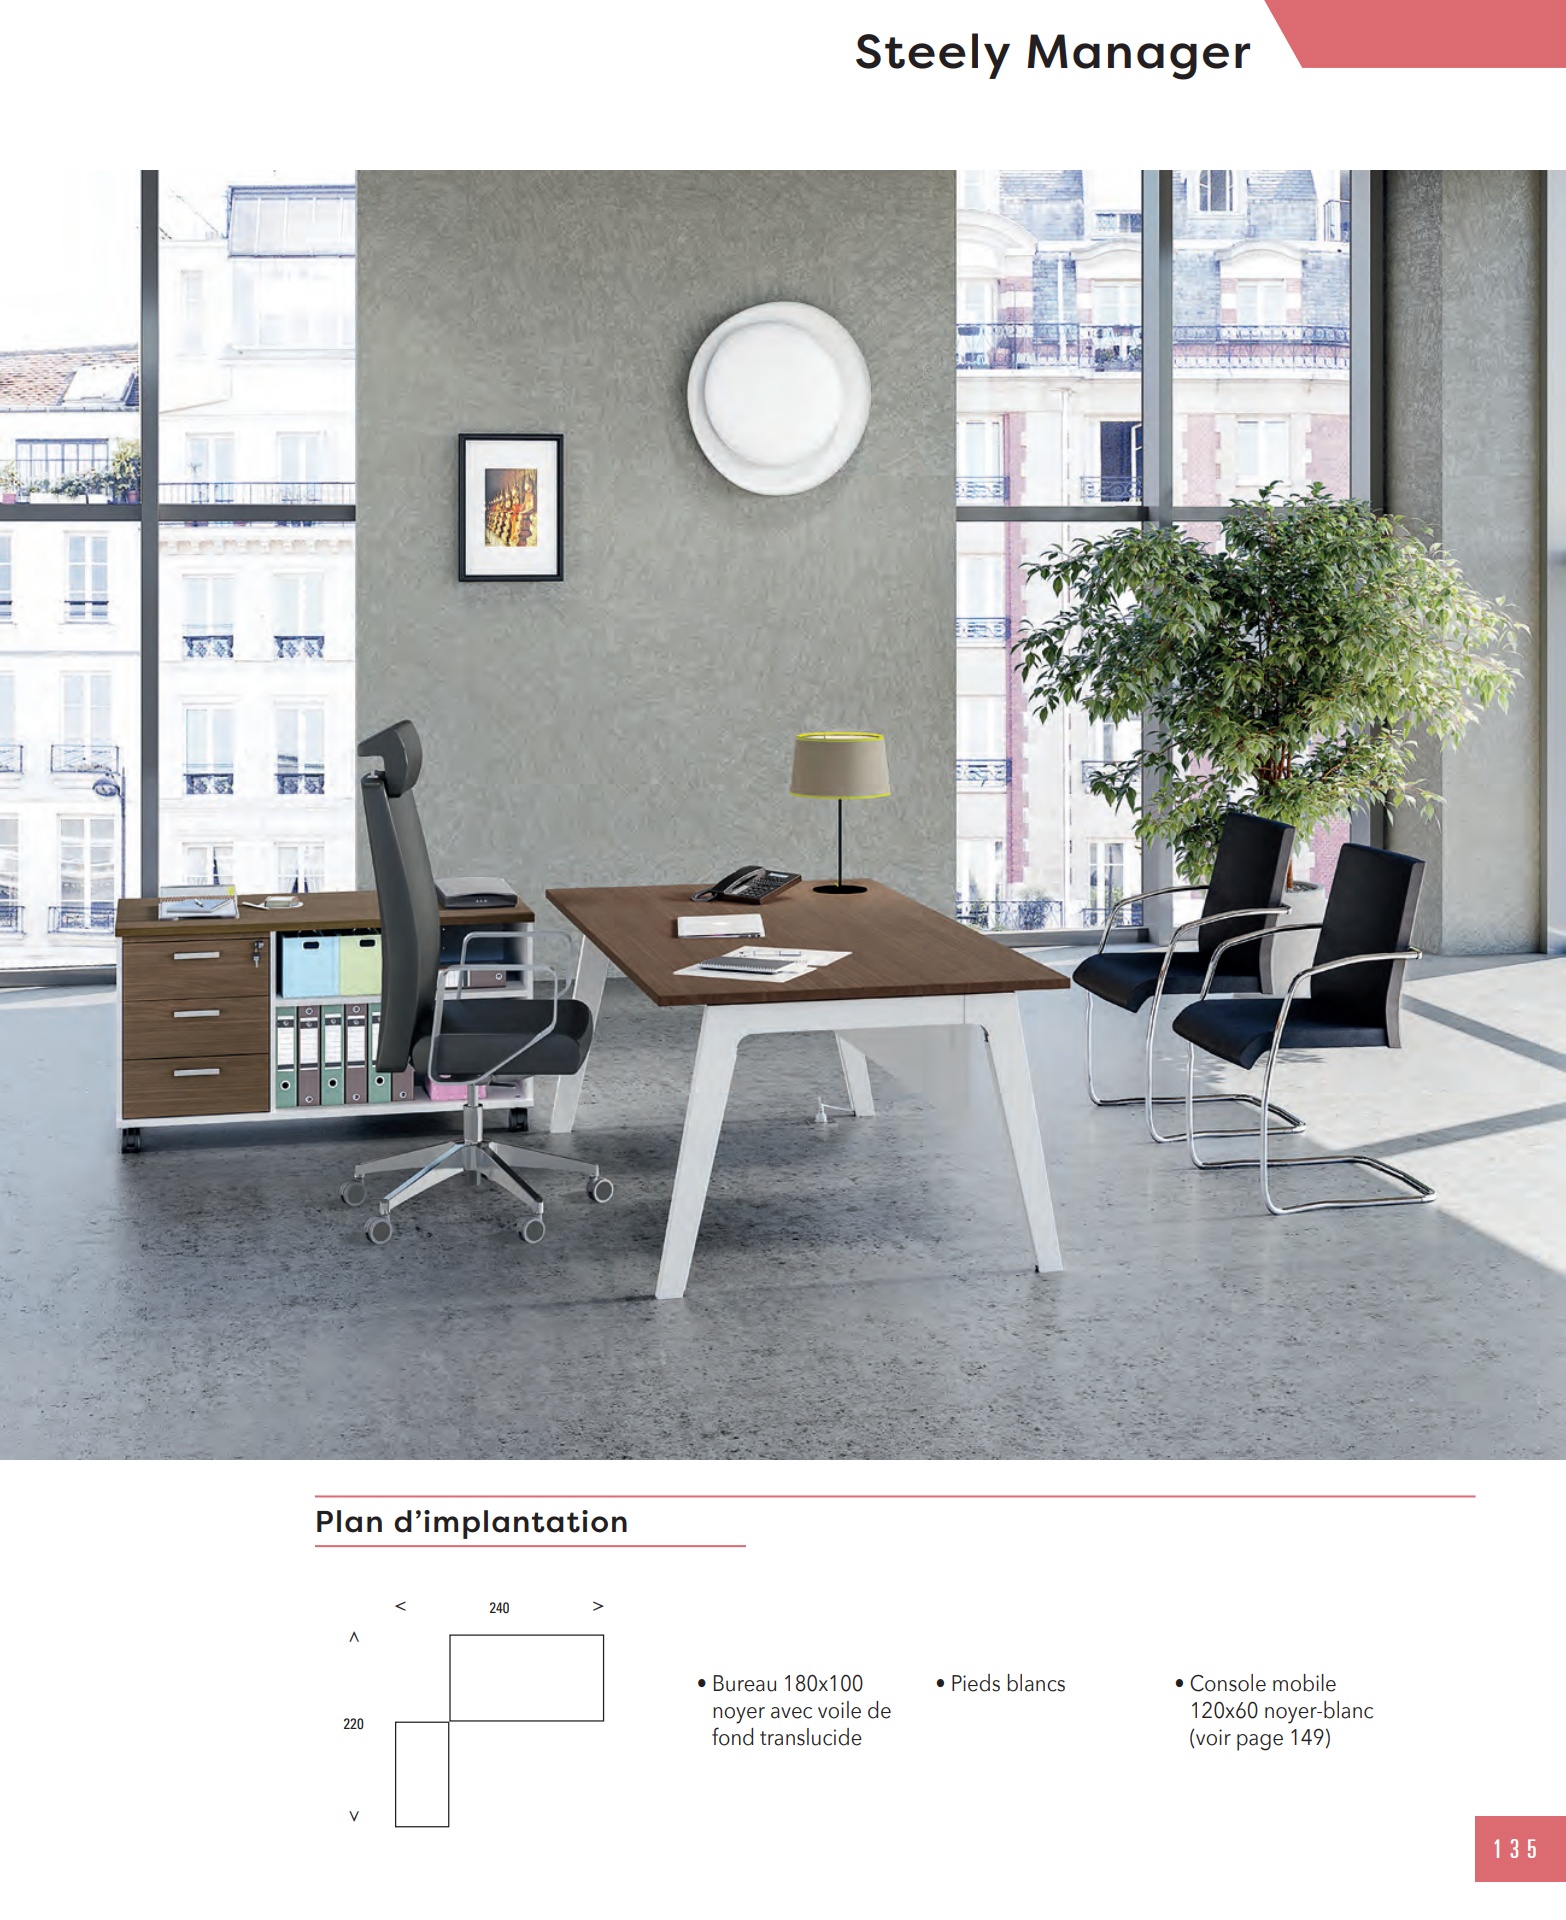 Steely Manager
Plan d’implantation
< 240 >
220
• Bureau 180x100
noyer avec voile de
fond translucide
• Pieds blancs
• Console mobile
120x60 noyer-blanc
(voir page 149)
135